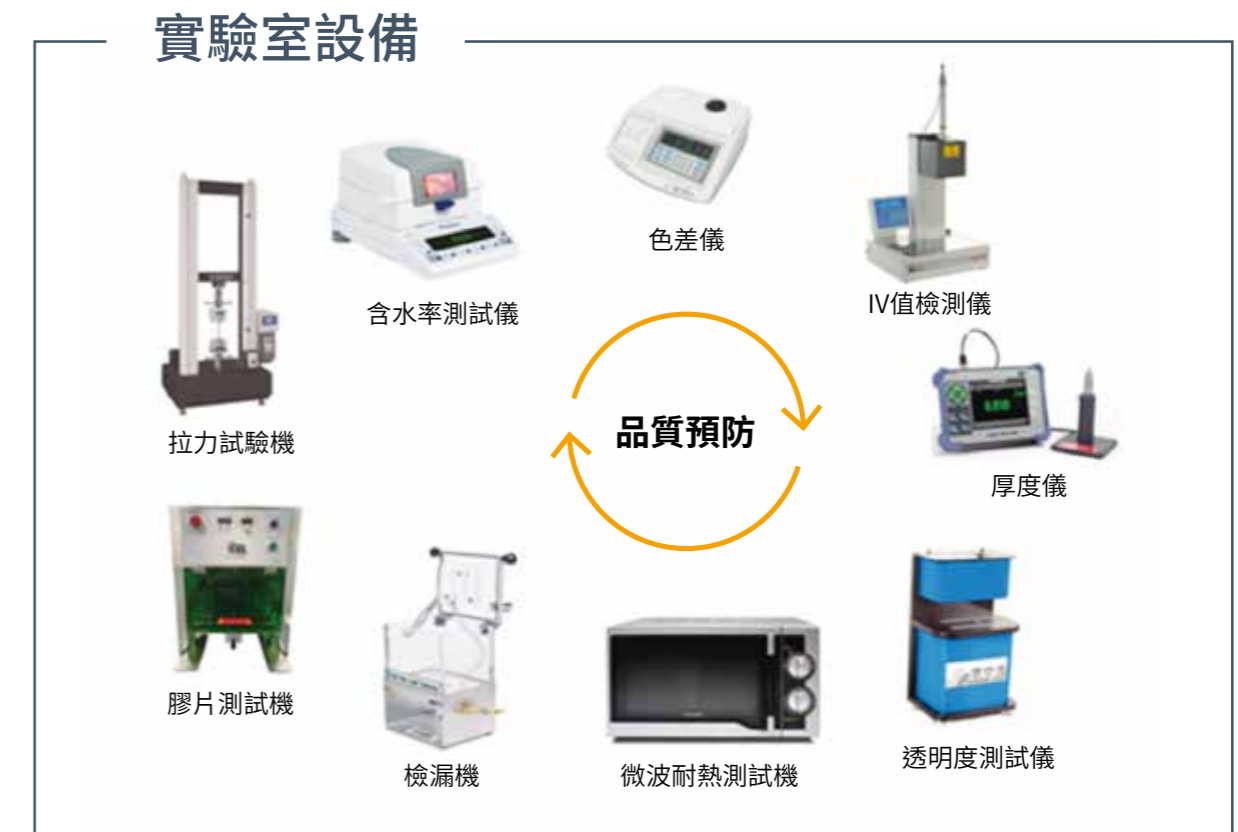 實驗室設備
色差儀
含水率測試儀
IV值檢測儀
拉力試驗機
品質預防
厚度儀
膠片測試機
檢漏機
微波耐熱測試機
透明度測試儀